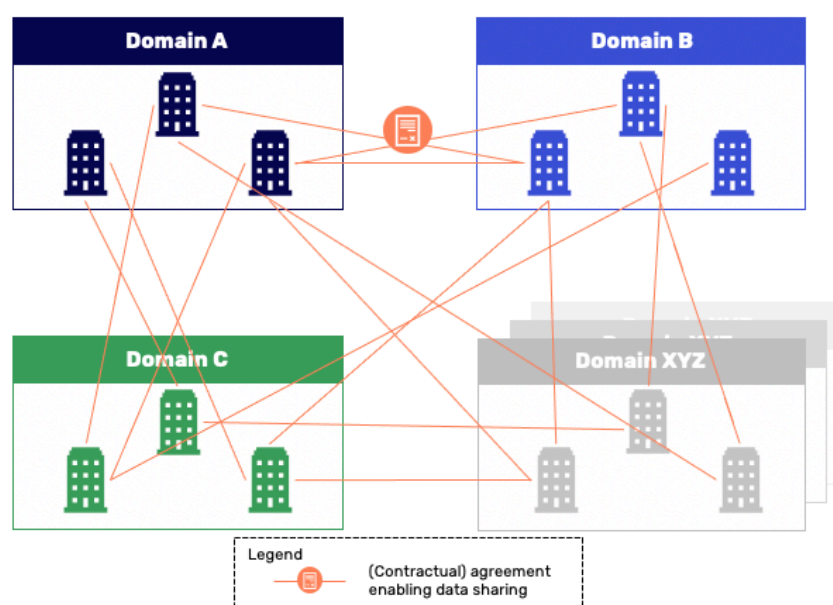 Domain A
Domain B
Domain C
Domain XYZ
Legend
(Contractual) agreement
enabling data sharing